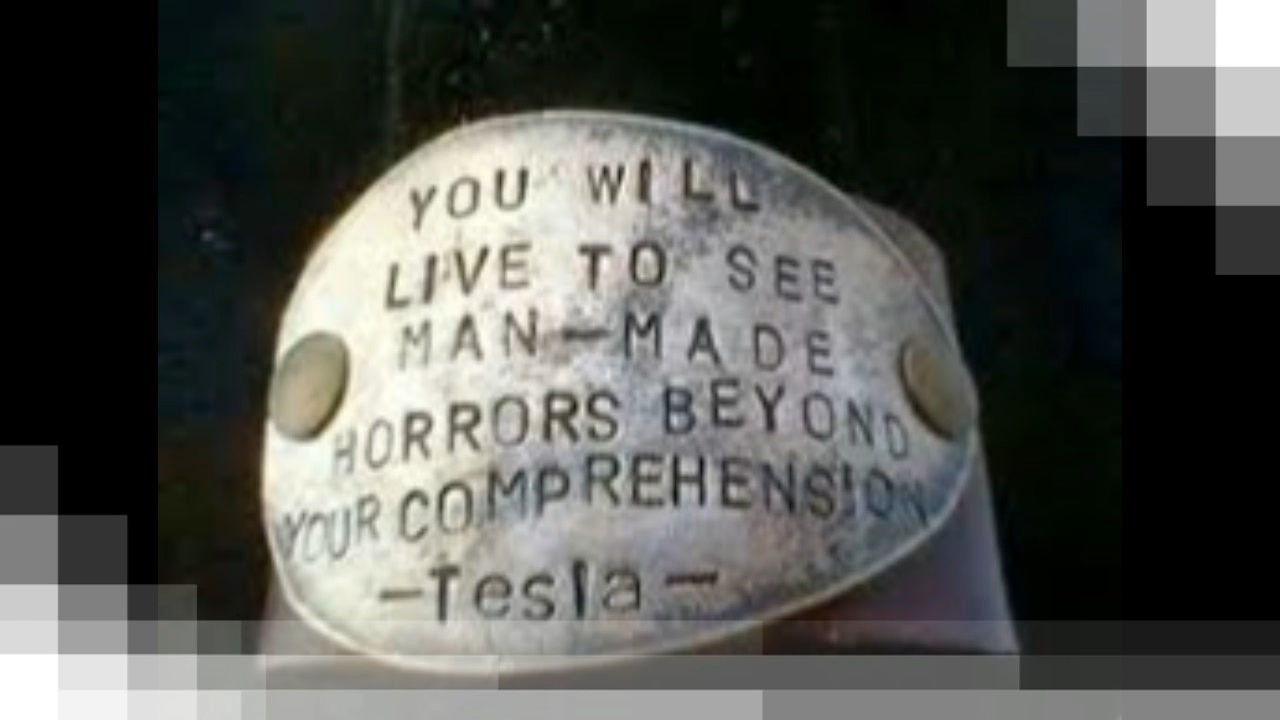 YOU WILL
LIVE TO SEE
MAN-MADE
HORRORS BEYOND
YOUR COMPREHENSION
-Tesla-